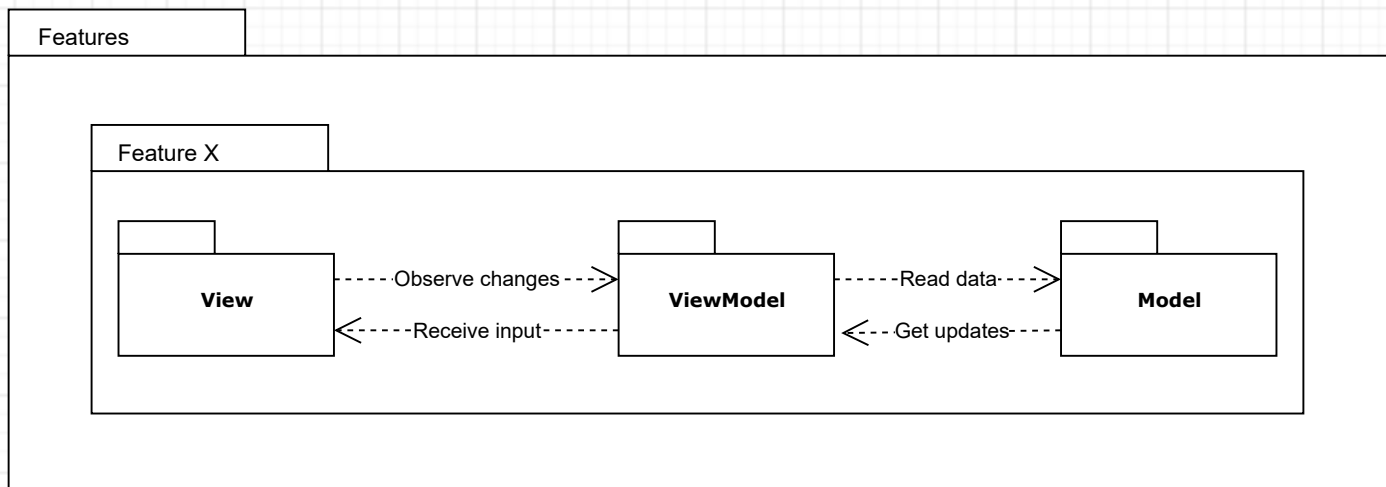 Features
Feature X
View
Observe changes
Receive input
ViewModel
Read data
Get updates
Model